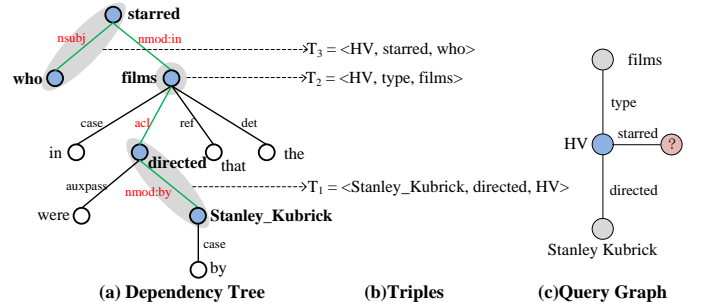 starred
nsubj
nmod:in
T3 = <HV, starred, who>
who
films
T2 = <HV, type, films>
films
case
acl
ref
det
type
in
that
the
HV
starred
?
directed
auxpass
nmod:by
T1 = <Stanley_Kubrick, directed, HV>
directed
were
Stanley_Kubrick
case
Stanley Kubrick
by
(a) Dependency Tree
(b)Triples
(c)Query Graph